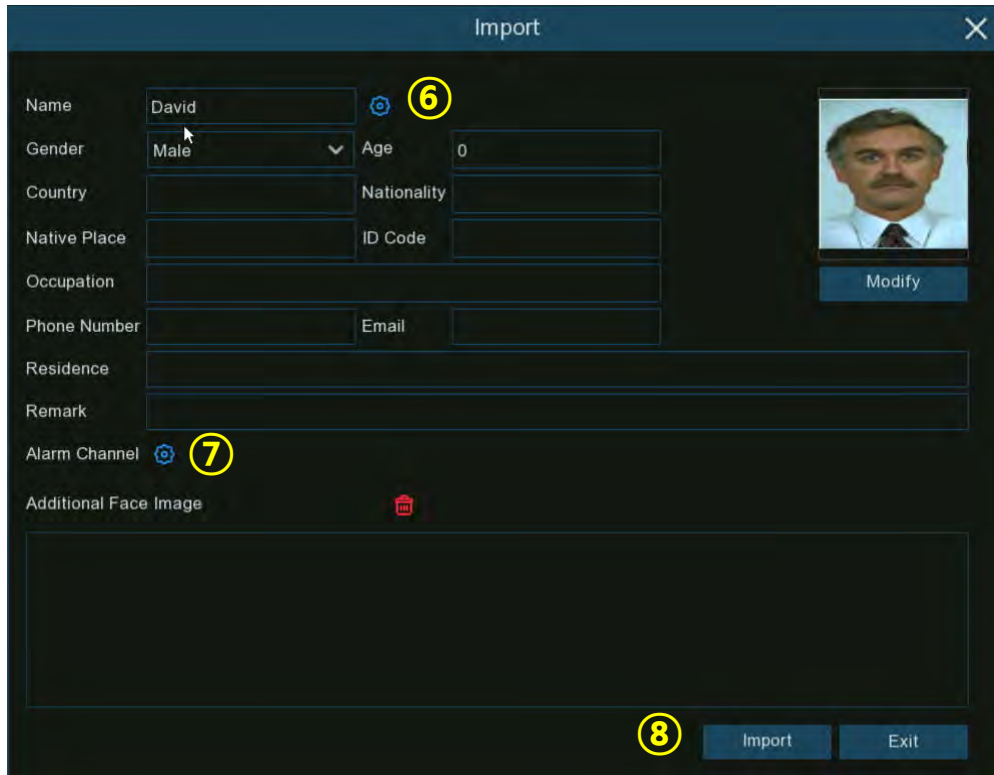 Import
Name David ⑥
Gender Male Age 0
Country Nationality
Native Place ID Code
Occupation Modify
Phone Number Email
Residence
Remark
Alarm Channel ⑦
Additional Face Image
⑧ Import Exit